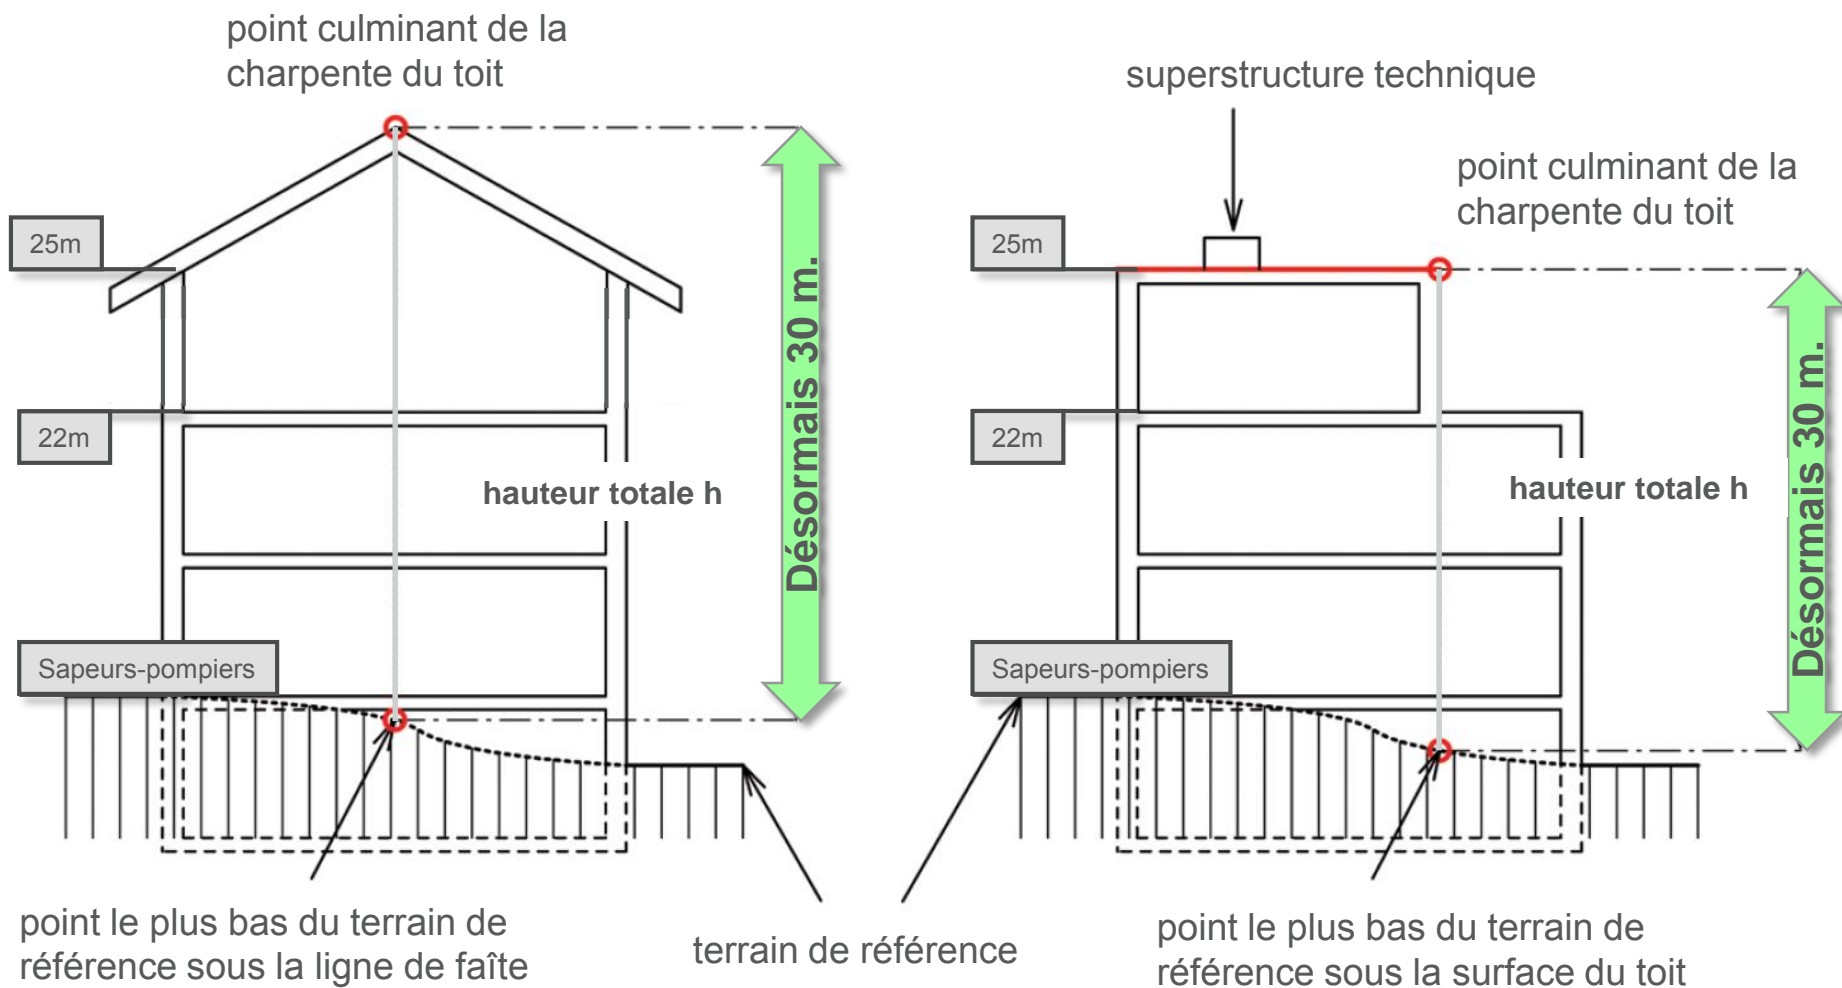 point culminant de la
charpente du toit
25m
22m
hauteur totale h
Désormais 30 m.
Sapeurs-pompiers
point le plus bas du terrain de
référence sous la ligne de faîte
terrain de référence
superstructure technique
point culminant de la
charpente du toit
25m
22m
hauteur totale h
Désormais 30 m.
Sapeurs-pompiers
point le plus bas du terrain de
référence sous la surface du toit